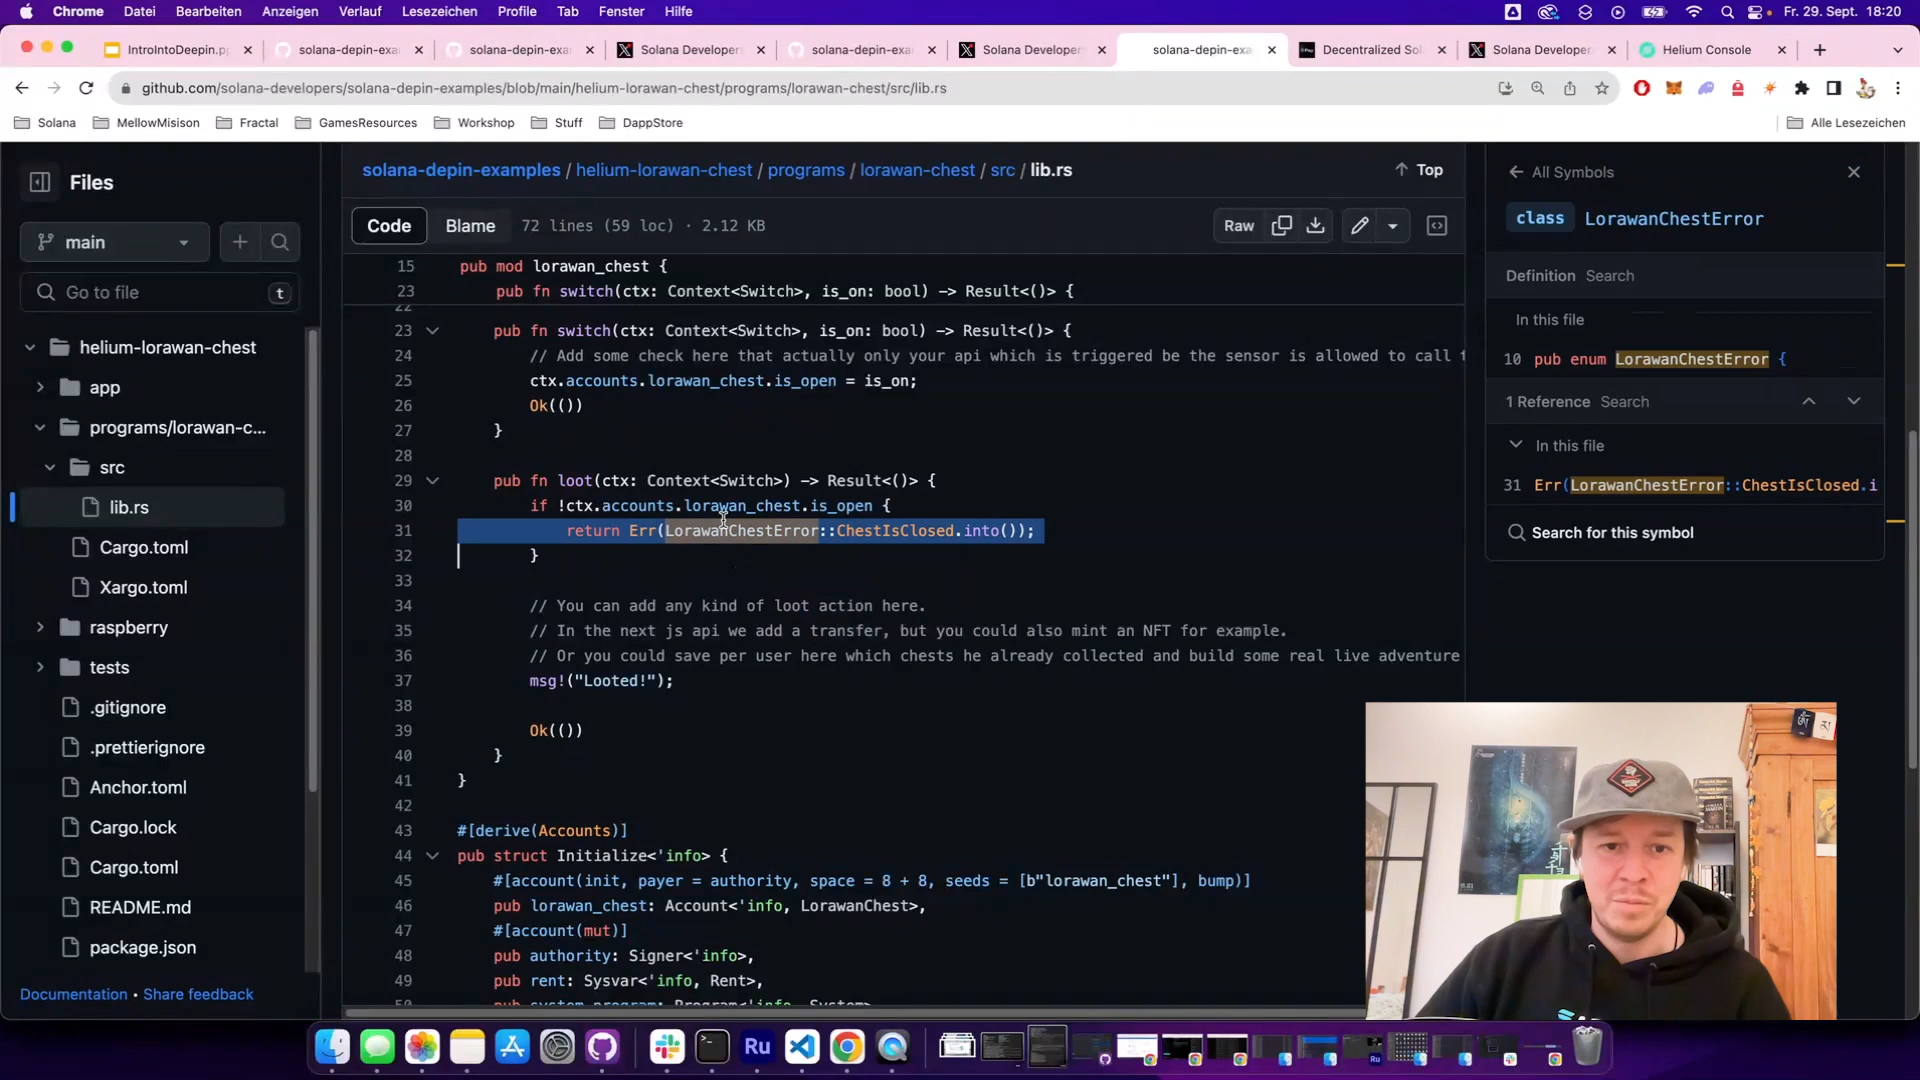 Chrome Datei Bearbeiten Anzeigen Verlauf Lesezeichen Profile Tab Fenster Hilfe Fr. 29. Sept. 18:20
IntroIntoDeepin.pp solana-depin-exa solana-depin-exa Solana Developers solana-depin-exa Solana Developers solana-depin-exa Decentralized Sol Solana Developer Helium Console
github.com/solana-developers/solana-depin-examples/blob/main/helium-lorawan-chest/programs/lorawan-chest/src/lib.rs
Solana MellowMisison Fractal GamesResources Workshop Stuff DappStore Alle Lesezeichen
Files
main
Go to file t
helium-lorawan-chest
app
programs/lorawan-c...
src
lib.rs
Cargo.toml
Xargo.toml
raspberry
tests
.gitignore
.prettierignore
Anchor.toml
Cargo.lock
Cargo.toml
README.md
package.json
Documentation • Share feedback
solana-depin-examples / helium-lorawan-chest / programs / lorawan-chest / src / lib.rs Top
Code Blame 72 lines (59 loc) · 2.12 KB Raw
15 pub mod lorawan_chest {
23 pub fn switch(ctx: Context<Switch>, is_on: bool) -> Result<()> {
22
23 pub fn switch(ctx: Context<Switch>, is_on: bool) -> Result<()> {
24 // Add some check here that actually only your api which is triggered be the sensor is allowed to call
25 ctx.accounts.lorawan_chest.is_open = is_on;
26 Ok(())
27 }
28
29 pub fn loot(ctx: Context<Switch>) -> Result<()> {
30 if !ctx.accounts.lorawan_chest.is_open {
31 return Err(LorawanChestError::ChestIsClosed.into());
32 }
33
34 // You can add any kind of loot action here.
35 // In the next js api we add a transfer, but you could also mint an NFT for example.
36 // Or you could save per user here which chests he already collected and build some real live adventure
37 msg!("Looted!");
38
39 Ok(())
40 }
41 }
42
43 #[derive(Accounts)]
44 pub struct Initialize<'info> {
45 #[account(init, payer = authority, space = 8 + 8, seeds = [b"lorawan_chest"], bump)]
46 pub lorawan_chest: Account<'info, LorawanChest>,
47 #[account(mut)]
48 pub authority: Signer<'info>,
49 pub rent: Sysvar<'info, Rent>,
50 pub system_program: Program<'info, System>
All Symbols
class LorawanChestError
Definition Search
In this file
10 pub enum LorawanChestError {
1 Reference Search
In this file
31 Err(LorawanChestError::ChestIsClosed.i
Search for this symbol
Ru